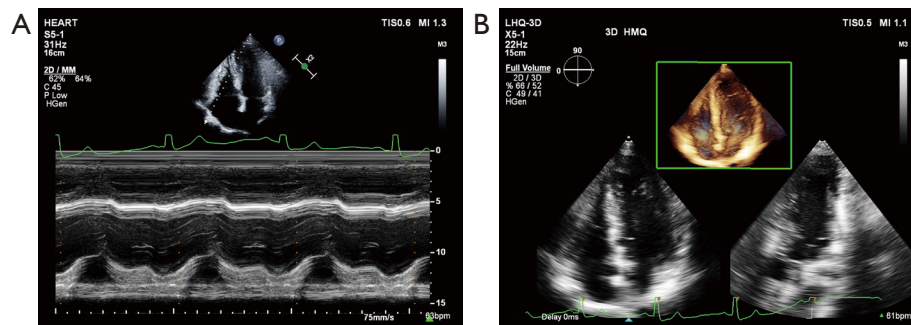 A
HEART
S5-1
31Hz
16cm
2D / MM
62% 64%
C 45
P Low
HGen
TIS0.6 MI 1.3
M3
P
X2
0
5
10
15
75mm/s
63bpm
B
LHQ-3D
X5-1
22Hz
15cm
Full Volume
2D / 3D
% 66 / 52
C 49 / 41
HGen
3D HMQ
90
0
TIS0.5 MI 1.1
M3
Delay 0ms
61bpm